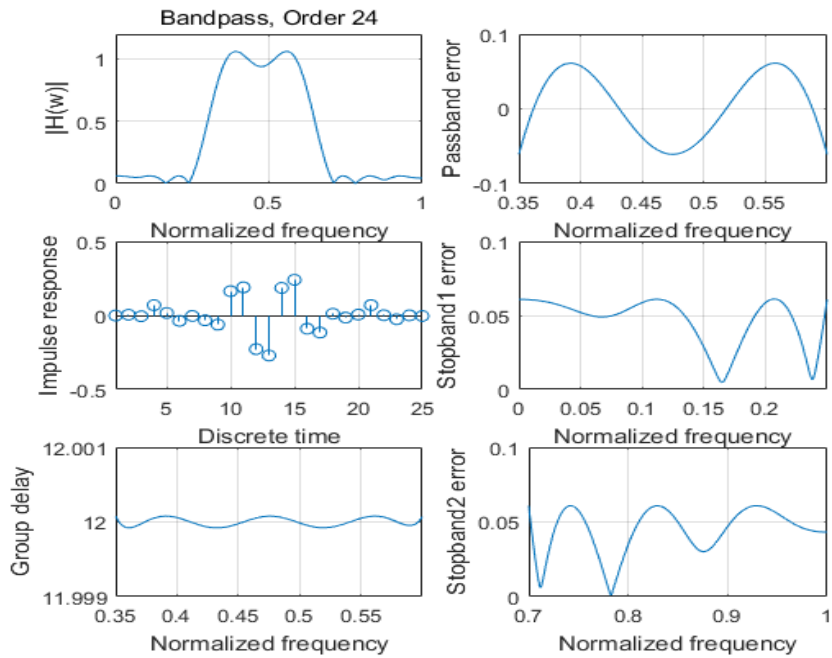 Bandpass, Order 24
|H(w)|
1
0.5
0
0 0.5 1
Normalized frequency
Passband error
0.1
0
-0.1
0.35 0.4 0.45 0.5 0.55
Normalized frequency
Impulse response
0.5
0
-0.5
5 10 15 20 25
Discrete time
Stopband1 error
0.1
0.05
0
0 0.05 0.1 0.15 0.2
Normalized frequency
Group delay
12.001
12
11.999
0.35 0.4 0.45 0.5 0.55
Normalized frequency
Stopband2 error
0.1
0.05
0
0.7 0.8 0.9 1
Normalized frequency